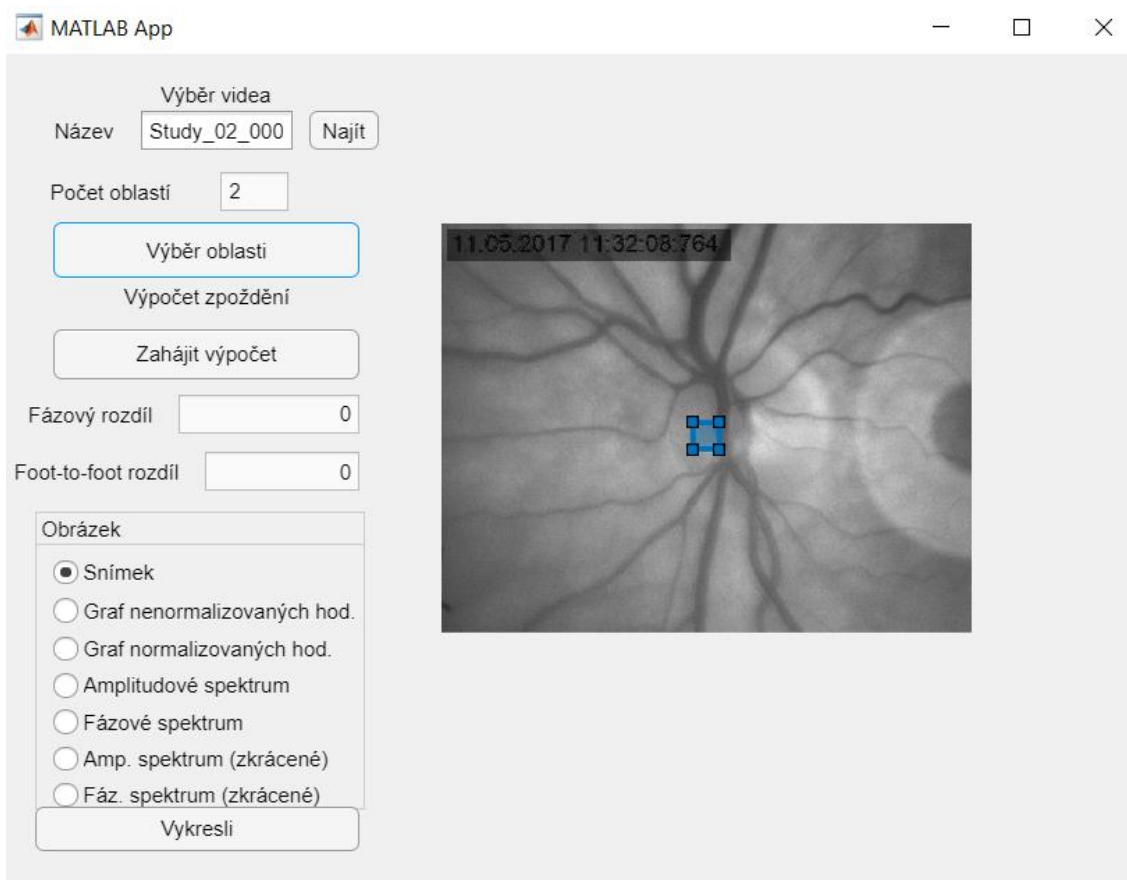 MATLAB App
Výběr videa
Název Study_02_000 Najít
Počet oblastí 2
Výběr oblasti
Výpočet zpoždění
Zahájit výpočet
Fázový rozdíl 0
Foot-to-foot rozdíl 0
Obrázek
Snímek
Graf nenormalizovaných hod.
Graf normalizovaných hod.
Amplitudové spektrum
Fázové spektrum
Amp. spektrum (zkrácené)
Fáz. spektrum (zkrácené)
Vykresli
11.05.2017 11:32:08:764